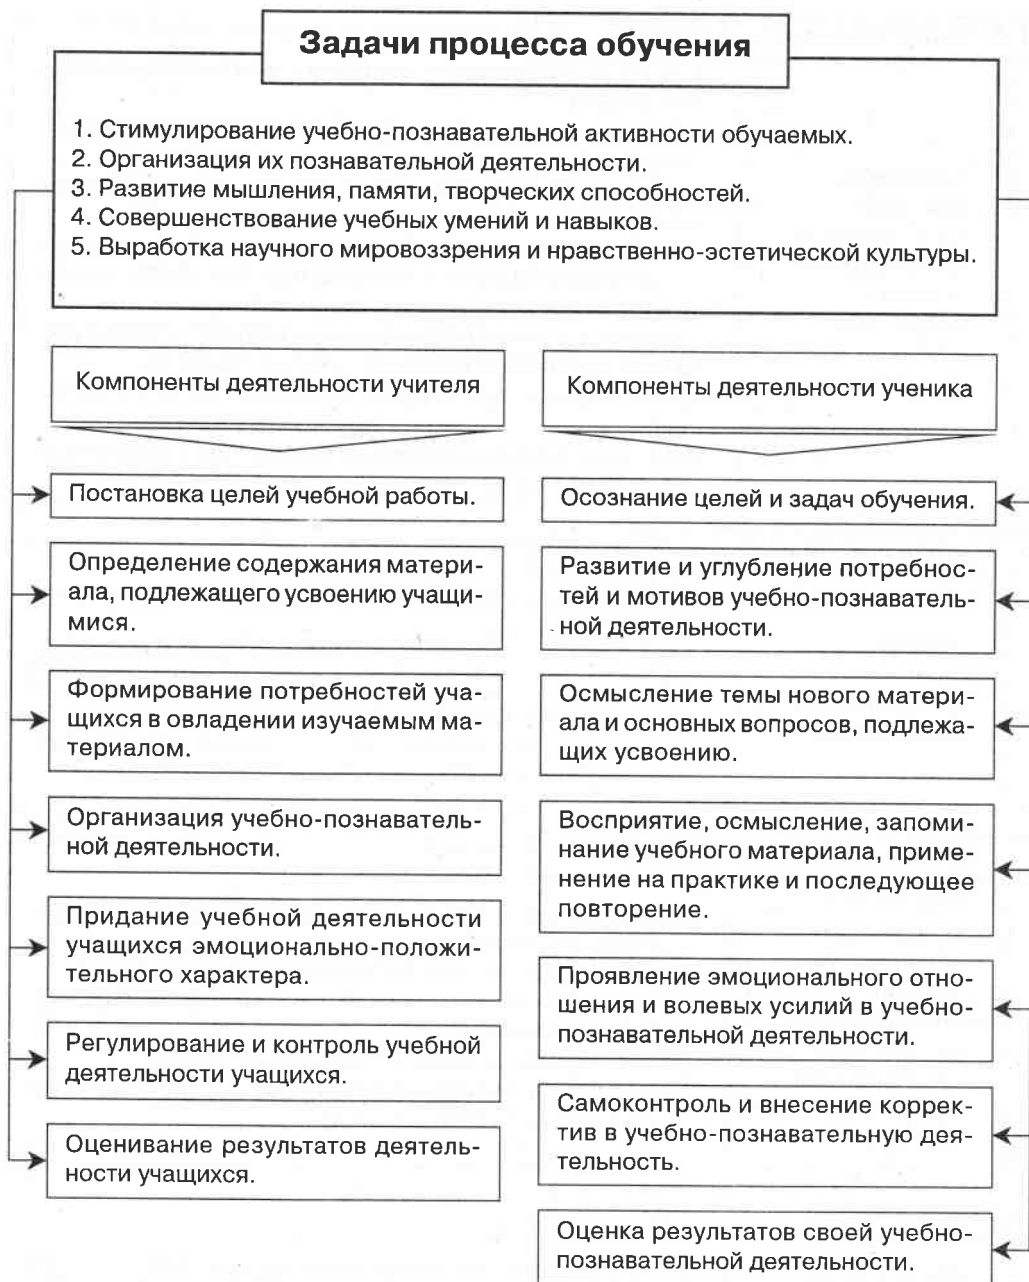 Задачи процесса обучения
1. Стимулирование учебно-познавательной активности обучаемых.
2. Организация их познавательной деятельности.
3. Развитие мышления, памяти, творческих способностей.
4. Совершенствование учебных умений и навыков.
5. Выработка научного мировоззрения и нравственно-эстетической культуры.
Компоненты деятельности учителя
Постановка целей учебной работы.
Определение содержания матери-
ала, подлежащего усвоению учащи-
мися.
Формирование потребностей уча-
щихся в овладении изучаемым ма-
териалом.
Организация учебно-познаватель-
ной деятельности.
Придание учебной деятельности
учащихся эмоционально-положи-
тельного характера.
Регулирование и контроль учебной
деятельности учащихся.
Оценивание результатов деятель-
ности учащихся.
Компоненты деятельности ученика
Осознание целей и задач обучения.
Развитие и углубление потребнос-
тей и мотивов учебно-познаватель-
ной деятельности.
Осмысление темы нового матери-
ала и основных вопросов, подлежа-
щих усвоению.
Восприятие, осмысление, запоми-
нание учебного материала, приме-
нение на практике и последующее
повторение.
Проявление эмоционального отно-
шения и волевых усилий в учебно-
познавательной деятельности.
Самоконтроль и внесение коррек-
тив в учебно-познавательную дея-
тельность.
Оценка результатов своей учебно-
познавательной деятельности.